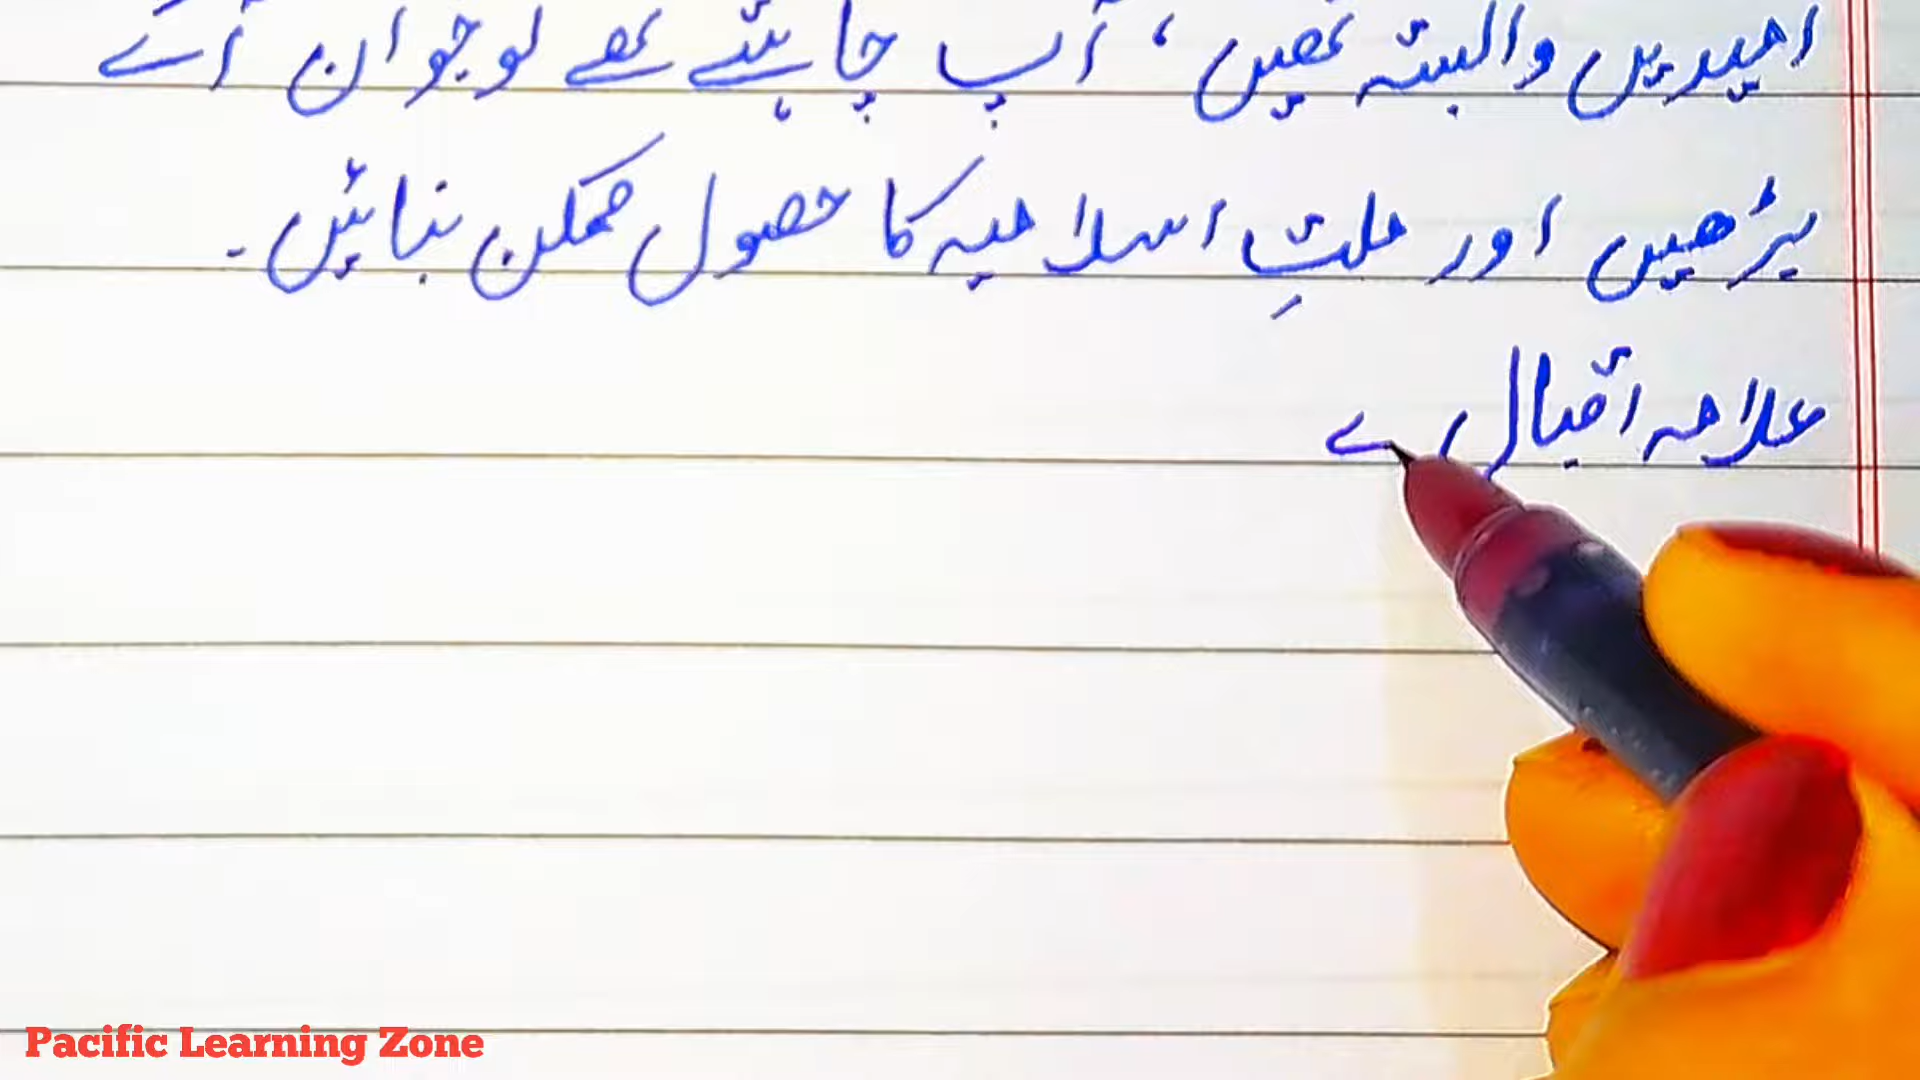 امیدیں وابستہ تھیں، آپ چاہتے تھے نوجوان آگے
بڑھیں اور ملتِ اسلامیہ کا حصول ممکن بنائیں۔
علامہ اقبال
Pacific Learning Zone